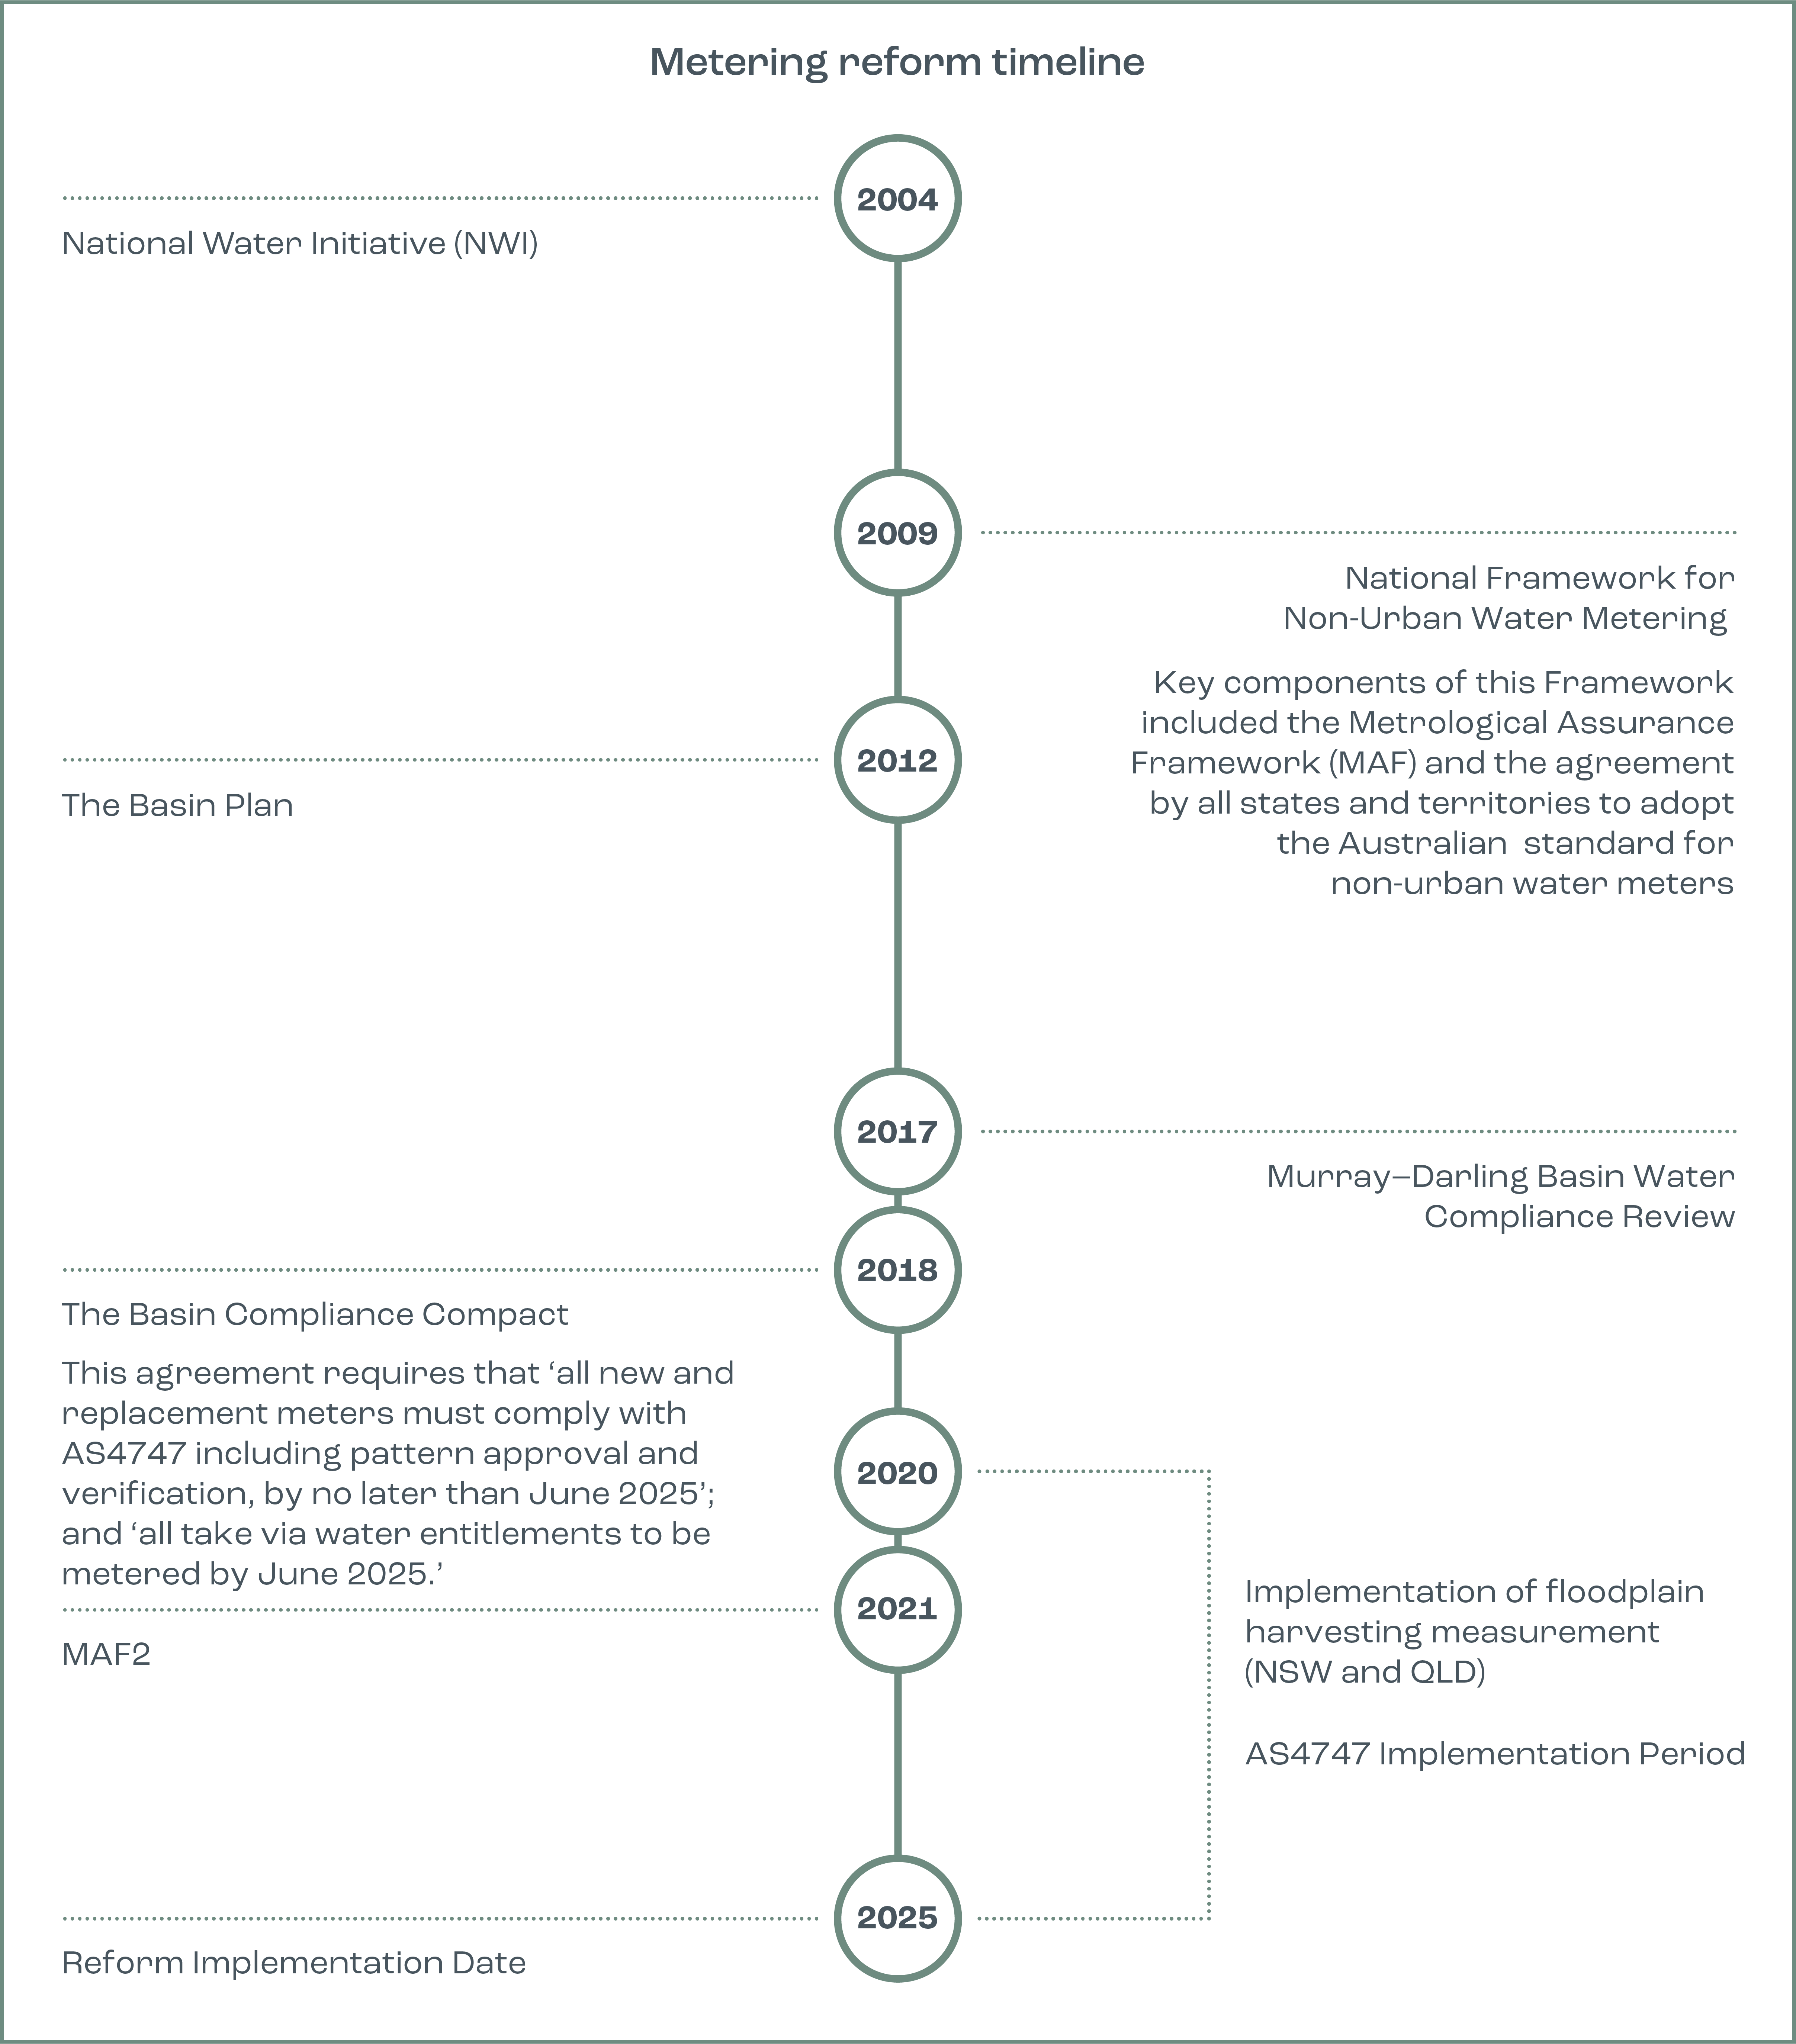 Metering reform timeline
2004
National Water Initiative (NWI)
2009
National Framework for
Non-Urban Water Metering
Key components of this Framework
included the Metrological Assurance
Framework (MAF) and the agreement
by all states and territories to adopt
the Australian  standard for
non-urban water meters
2012
The Basin Plan
2017
Murray–Darling Basin Water
Compliance Review
2018
The Basin Compliance Compact
This agreement requires that ‘all new and
replacement meters must comply with
AS4747 including pattern approval and
verification, by no later than June 2025’;
and ‘all take via water entitlements to be
metered by June 2025.’
2020
Implementation of floodplain
harvesting measurement
(NSW and QLD)
AS4747 Implementation Period
2021
MAF2
2025
Reform Implementation Date